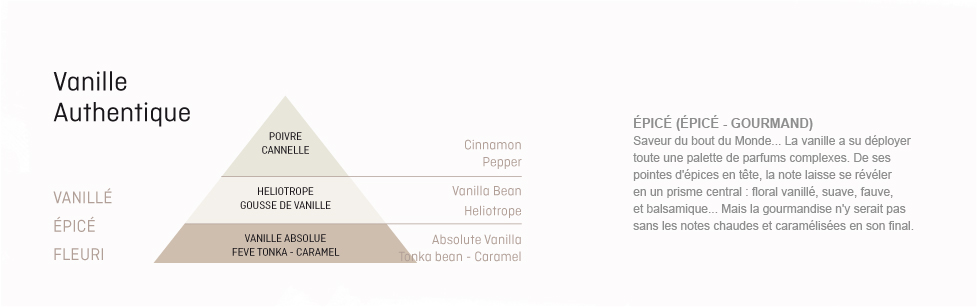 Vanille
Authentique
VANILLÉ
ÉPICÉ
FLEURI
POIVRE
CANNELLE
HELIOTROPE
GOUSSE DE VANILLE
VANILLE ABSOLUE
FEVE TONKA - CARAMEL
Cinnamon
Pepper
Vanilla Bean
Heliotrope
Absolute Vanilla
Tonka bean - Caramel
ÉPICÉ (ÉPICÉ - GOURMAND)
Saveur du bout du Monde... La vanille a su déployer
toute une palette de parfums complexes. De ses
pointes d'épices en tête, la note laisse se révéler
en un prisme central : floral vanillé, suave, fauve,
et balsamique... Mais la gourmandise n'y serait pas
sans les notes chaudes et caramélisées en son final.